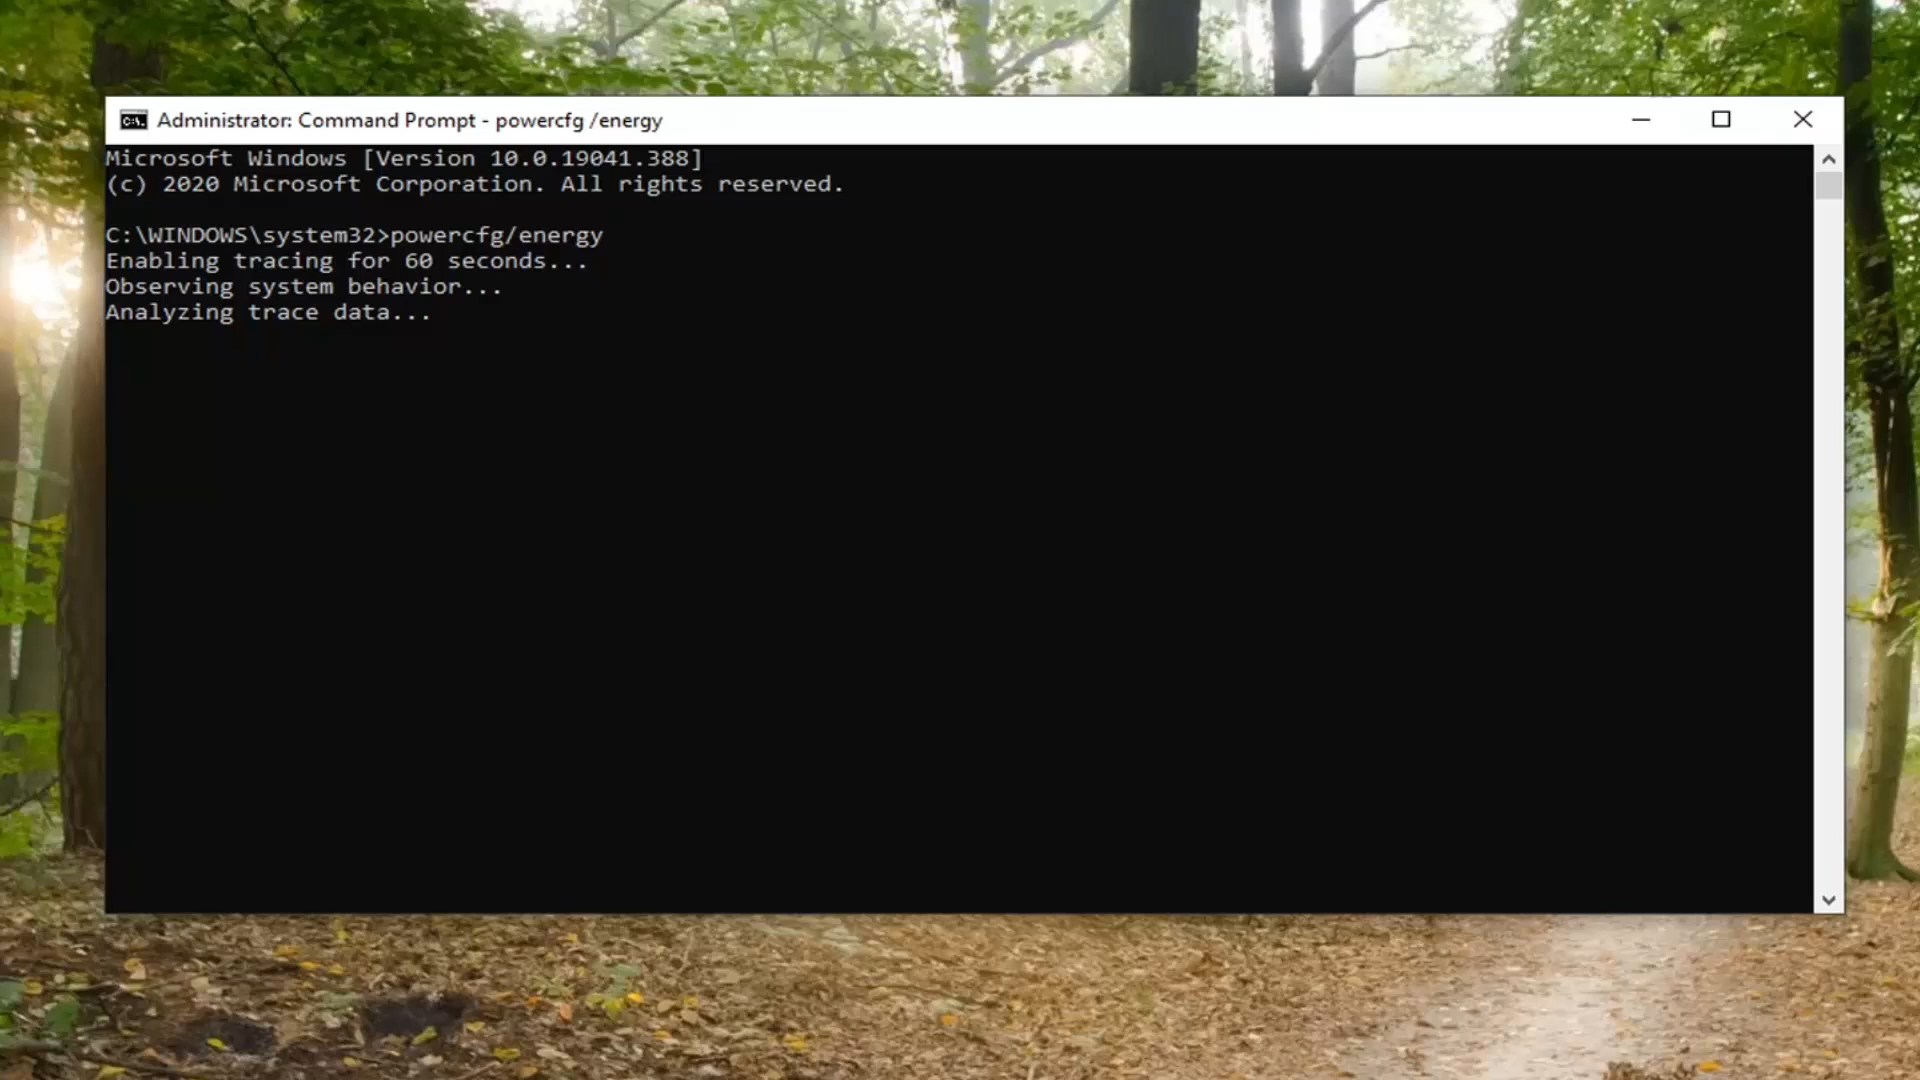 Administrator: Command Prompt - powercfg /energy
Microsoft Windows [Version 10.0.19041.388]
(c) 2020 Microsoft Corporation. All rights reserved.
C:\WINDOWS\system32>powercfg/energy
Enabling tracing for 60 seconds...
Observing system behavior...
Analyzing trace data...